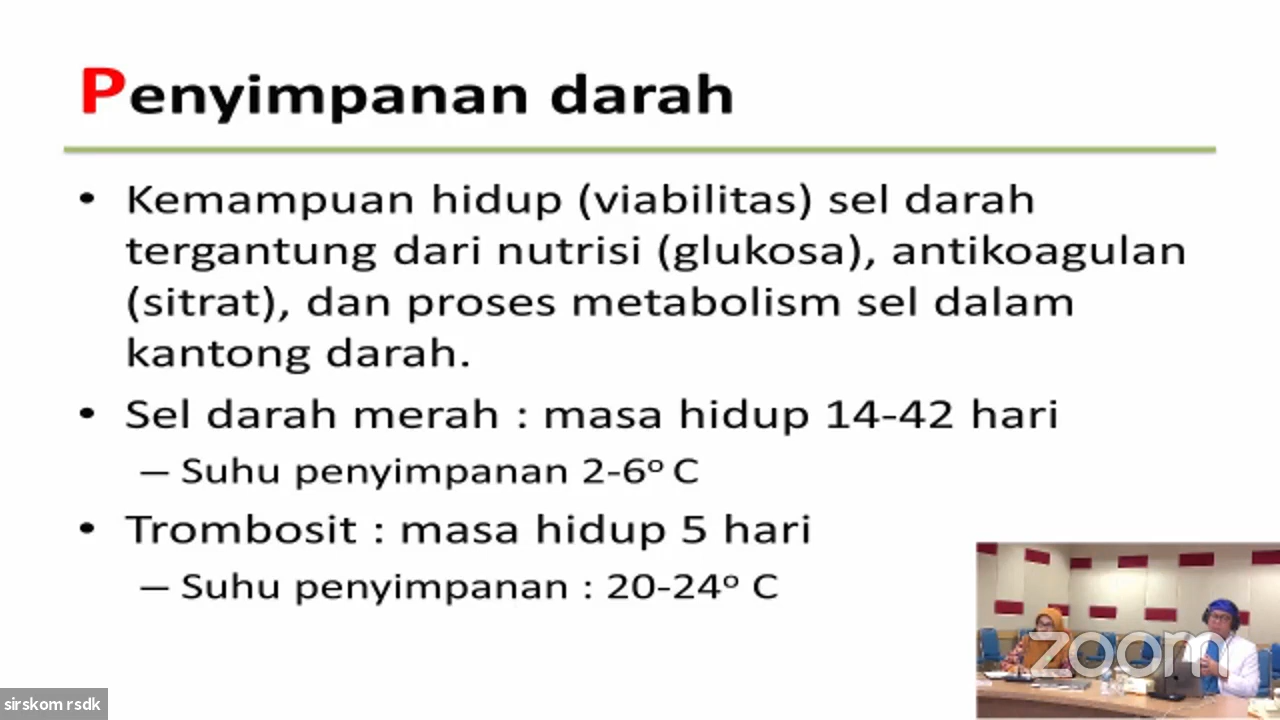 Penyimpanan darah
• Kemampuan hidup (viabilitas) sel darah
tergantung dari nutrisi (glukosa), antikoagulan
(sitrat), dan proses metabolism sel dalam
kantong darah.
• Sel darah merah : masa hidup 14-42 hari
– Suhu penyimpanan 2-6º C
• Trombosit : masa hidup 5 hari
– Suhu penyimpanan : 20-24º C
zoom
sirskom rsdk